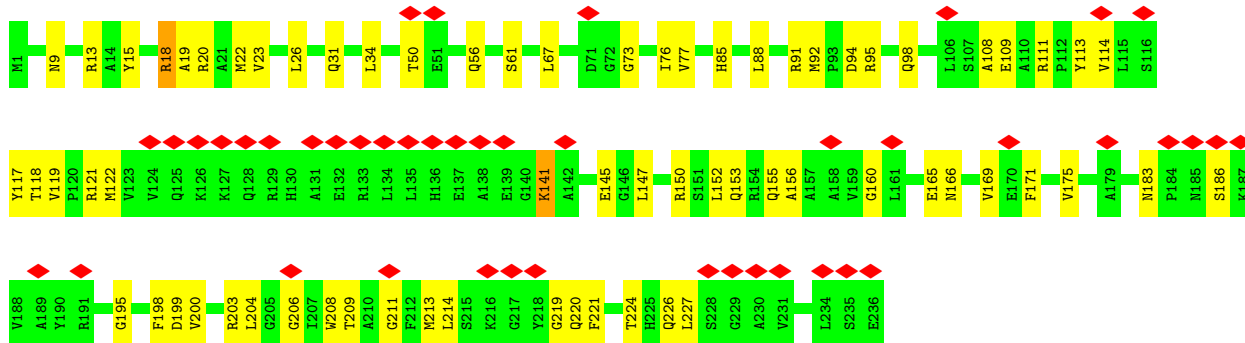 M1 N9 R13 A14 Y15 R18 A19 R20 A21 M22 V23 L26 Q31 L34 T50 E51 Q56 S61 L67 D71 G72 G73 I76 V77 H85 L88 R91 M92 P93 D94 R95 Q98 L106 S107 A108 E109 A110 R111 P112 Y113 V114 L115 S116
Y117 T118 V119 P120 R121 M122 V123 V124 Q125 K126 K127 Q128 R129 H130 A131 E132 R133 L134 L135 H136 E137 A138 E139 G140 K141 A142 E145 G146 L147 R150 S151 L152 Q153 R154 Q155 A156 A157 A158 V159 G160 L161 E165 N166 V169 E170 F171 V175 A179 N183 P184 N185 S186 K187
V188 A189 Y190 R191 G195 F198 D199 V200 R203 L204 G205 G206 I207 W208 T209 A210 G211 F212 M213 L214 S215 K216 G217 Y218 G219 Q220 F221 T224 H225 Q226 L227 S228 G229 A230 V231 L234 S235 E236